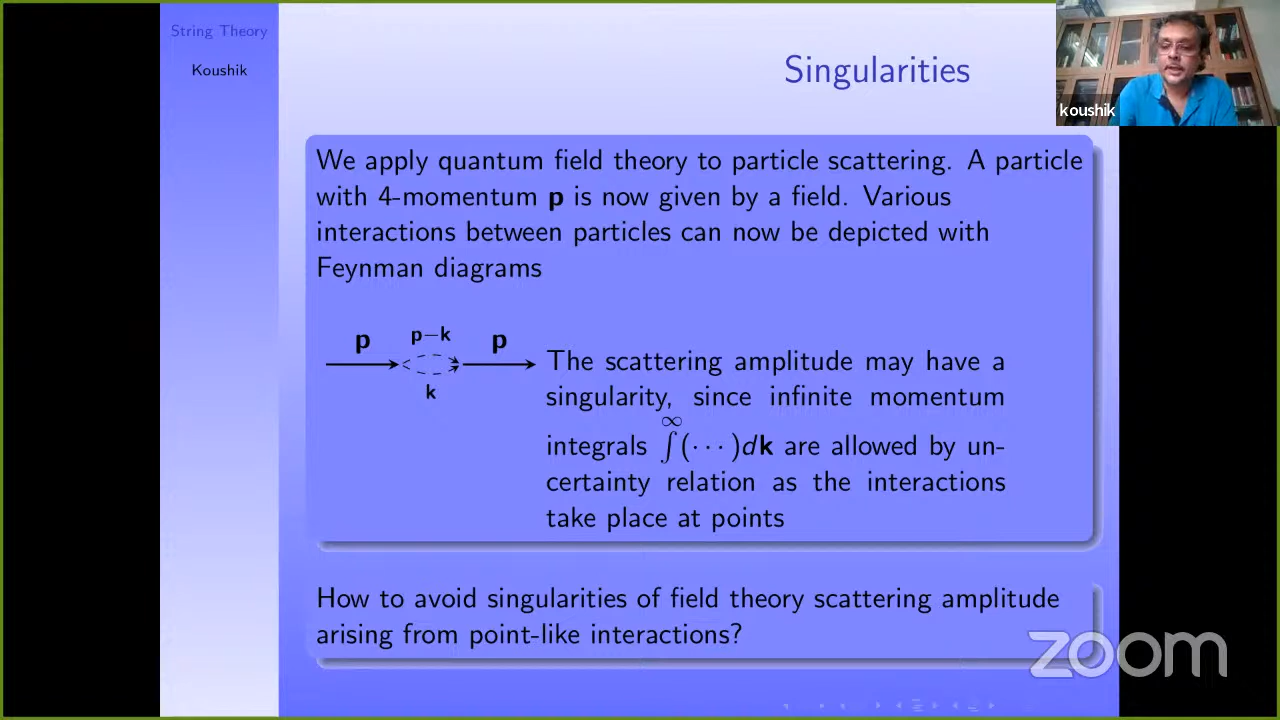 String Theory
Koushik
Singularities
koushik
We apply quantum field theory to particle scattering. A particle
with 4-momentum p is now given by a field. Various
interactions between particles can now be depicted with
Feynman diagrams
p p−k p
k
The scattering amplitude may have a
singularity, since infinite momentum
integrals ∫^∞(···)dk are allowed by un-
certainty relation as the interactions
take place at points
How to avoid singularities of field theory scattering amplitude
arising from point-like interactions?
zoom